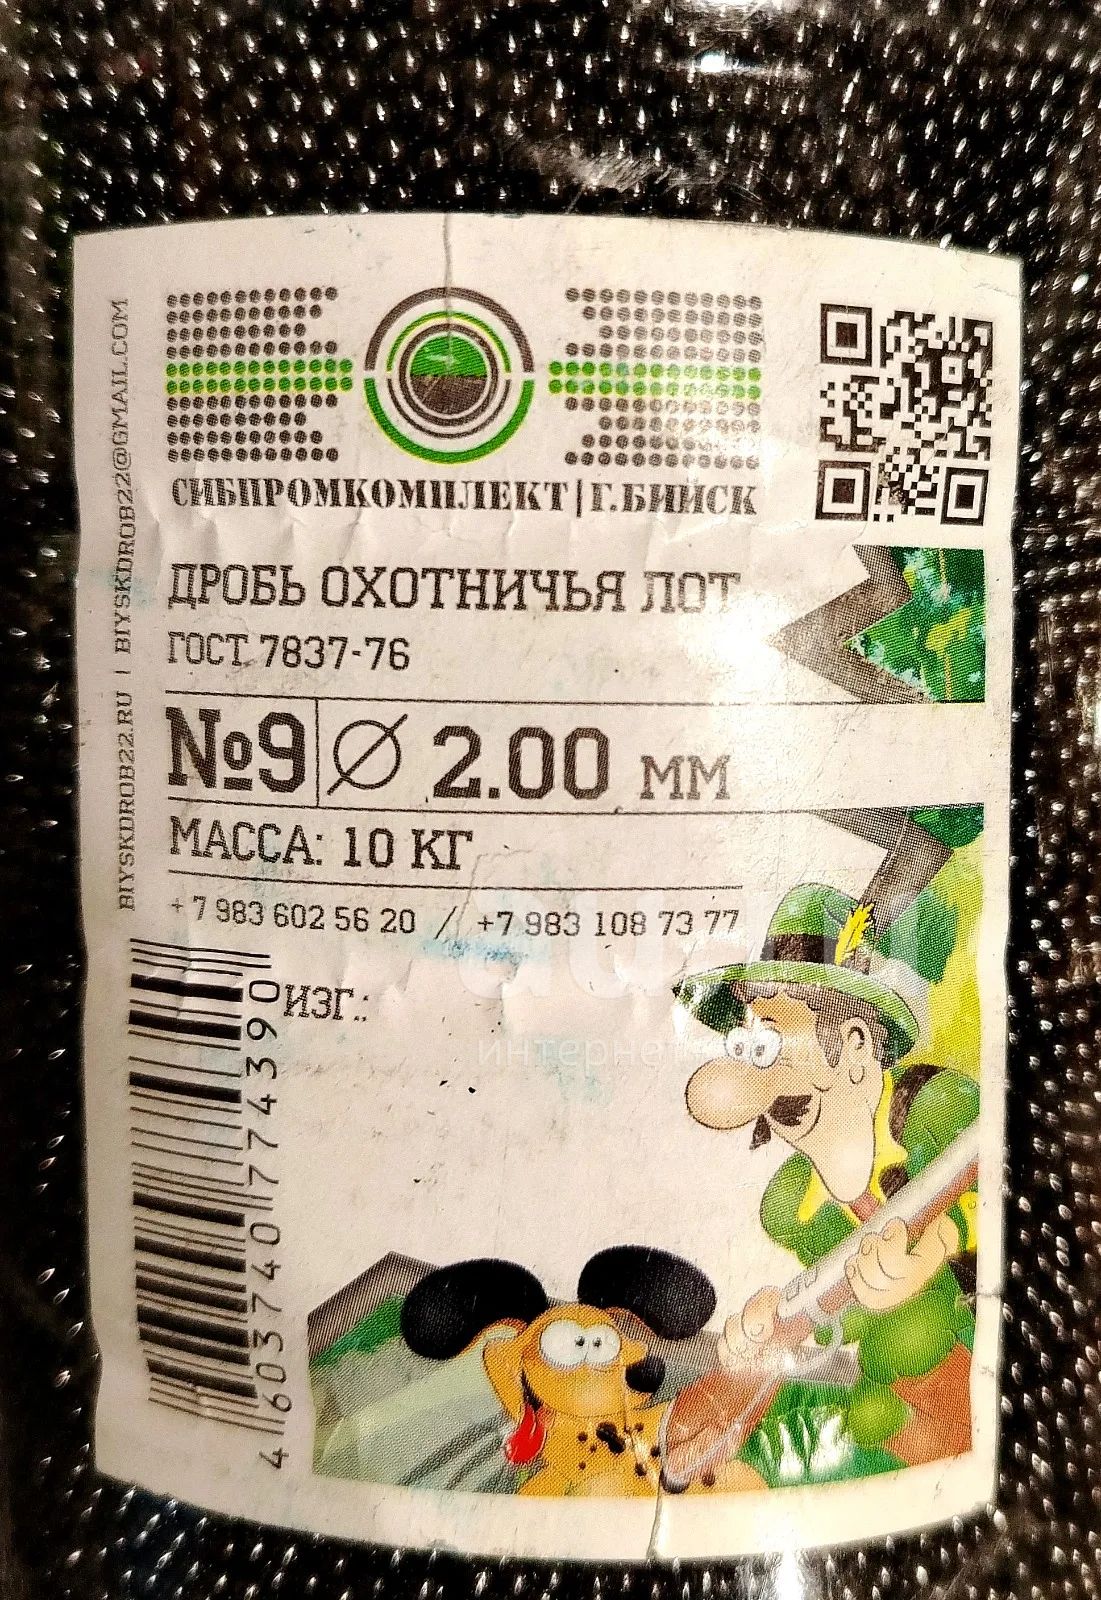 СИБПРОМКОМПЛЕКТ|Г.БИЙСК
ДРОБЬ ОХОТНИЧЬЯ ЛОТ
ГОСТ 7837-76
№9 Ø 2.00 ММ
МАССА: 10 КГ
+7 983 602 56 20 / +7 983 108 73 77
ИЗГ.:
BIYSKDROB22.RU | BIYSKDROB22@GMAIL.COM
4603740774390
интернет